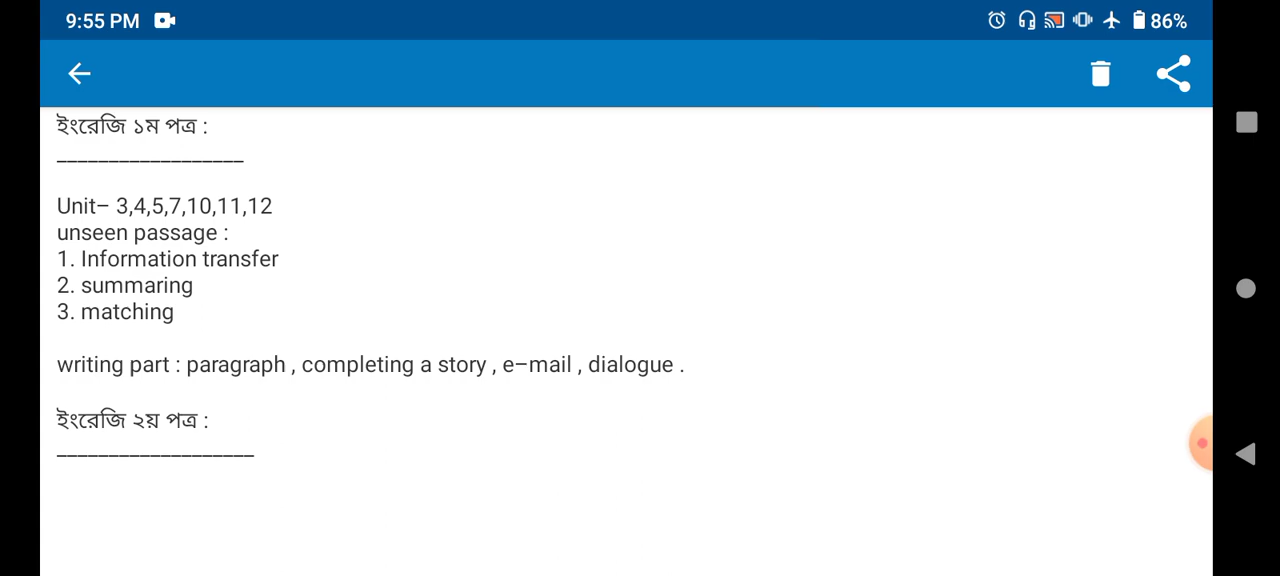 9:55 PM
86%
ইংরেজি ১ম পত্র :
__________________
Unit– 3,4,5,7,10,11,12
unseen passage :
1. Information transfer
2. summaring
3. matching
writing part : paragraph , completing a story , e–mail , dialogue .
ইংরেজি ২য় পত্র :
___________________